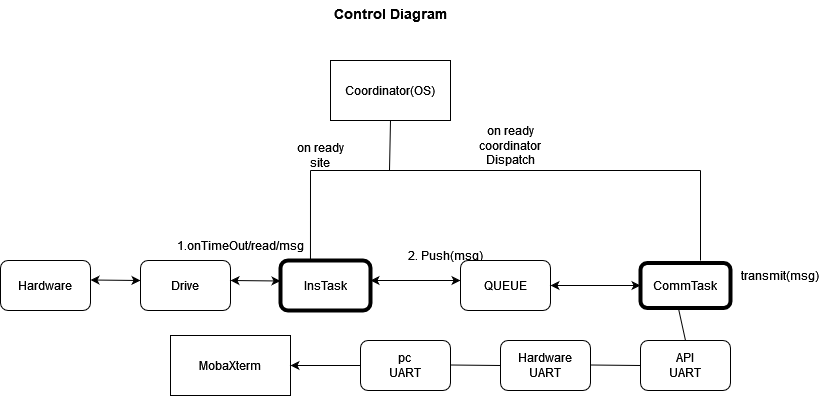 Control Diagram
Coordinator(OS)
on ready
site
on ready
coordinator
Dispatch
1.onTimeOut/read/msg
2. Push(msg)
Hardware
Drive
InsTask
QUEUE
CommTask
transmit(msg)
MobaXterm
pc
UART
Hardware
UART
API
UART